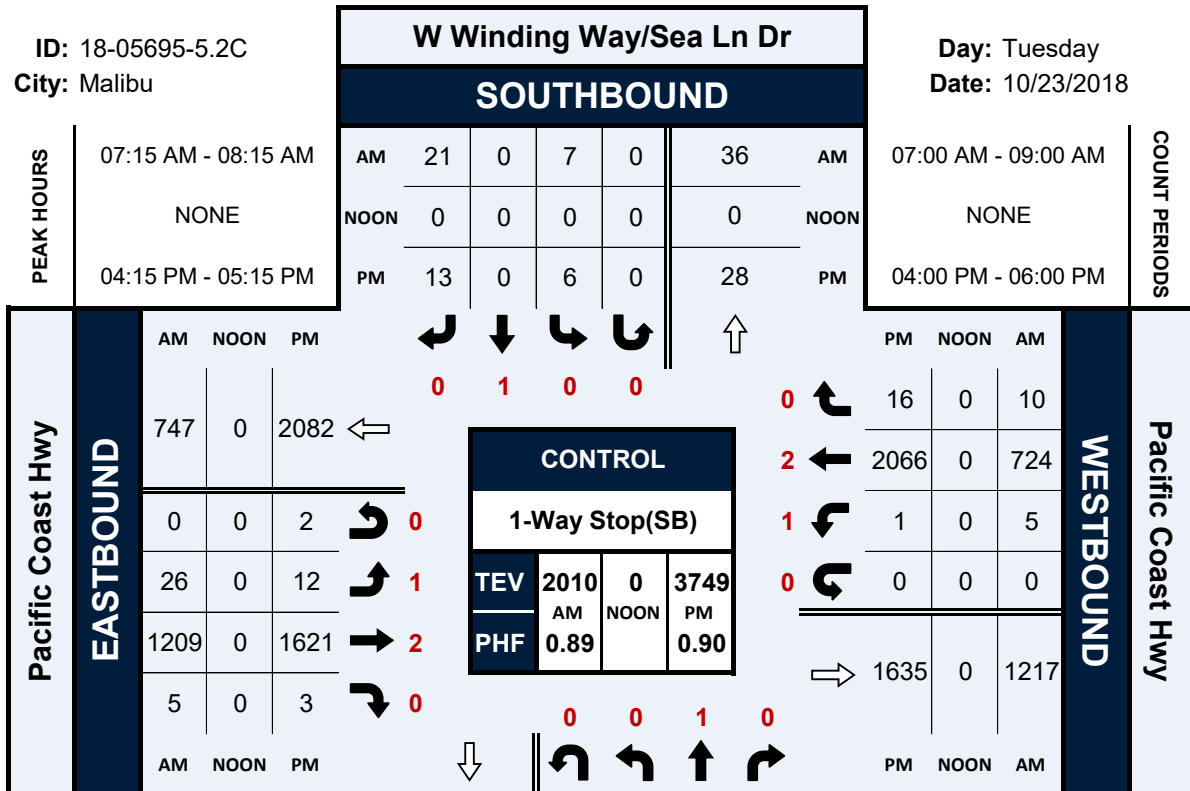 ID: 18-05695-5.2C
City: Malibu
W Winding Way/Sea Ln Dr
SOUTHBOUND
Day: Tuesday
Date: 10/23/2018
PEAK HOURS
07:15 AM - 08:15 AM
NONE
04:15 PM - 05:15 PM
AM 21 0 7 0 36 AM
NOON 0 0 0 0 0 NOON
PM 13 0 6 0 28 PM
07:00 AM - 09:00 AM
NONE
04:00 PM - 06:00 PM
COUNT PERIODS
0 1 0 0
Pacific Coast Hwy
EASTBOUND
AM NOON PM
747 0 2082
0 0 2 0
26 0 12 1
1209 0 1621 2
5 0 3 0
AM NOON PM
CONTROL
1-Way Stop(SB)
TEV 2010 0 3749
AM NOON PM
PHF 0.89 0.90
PM NOON AM
0 16 0 10
2 2066 0 724
1 1 0 5
0 0 0 0
1635 0 1217
PM NOON AM
WESTBOUND
Pacific Coast Hwy
0 0 1 0